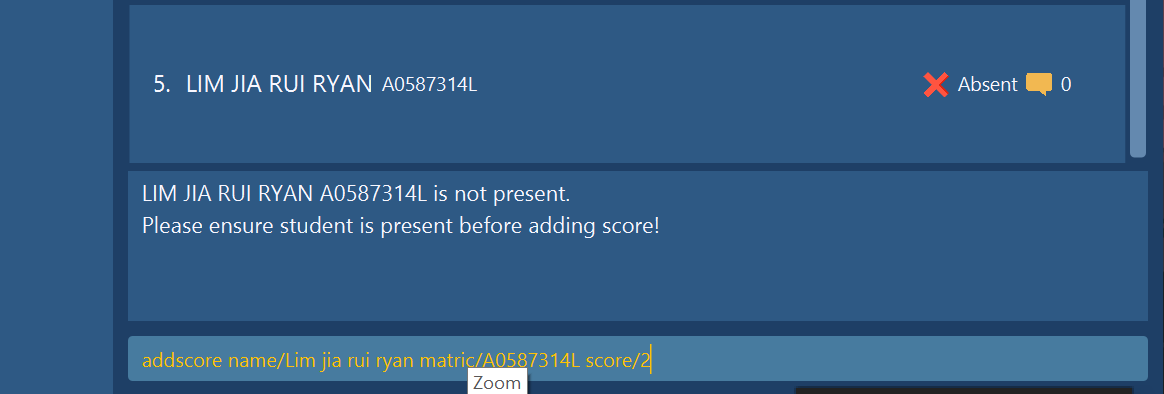 5. LIM JIA RUI RYAN A0587314L Absent 0
LIM JIA RUI RYAN A0587314L is not present.
Please ensure student is present before adding score!
addscore name/Lim jia rui ryan matric/A0587314L score/2
Zoom